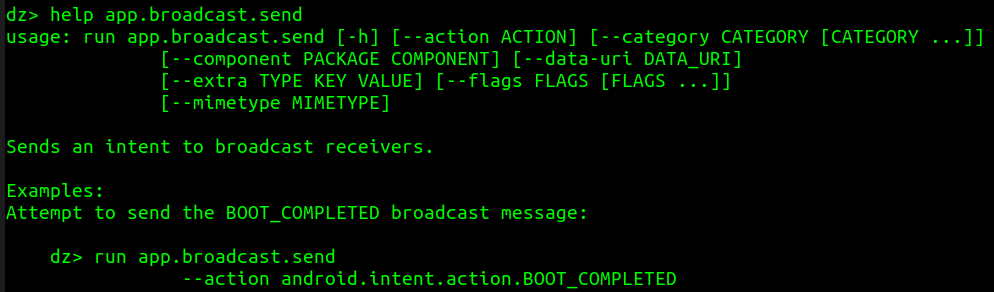 dz> help app.broadcast.send
usage: run app.broadcast.send [-h] [--action ACTION] [--category CATEGORY [CATEGORY ...]]
              [--component PACKAGE COMPONENT] [--data-uri DATA_URI]
              [--extra TYPE KEY VALUE] [--flags FLAGS [FLAGS ...]]
              [--mimetype MIMETYPE]

Sends an intent to broadcast receivers.

Examples:
Attempt to send the BOOT_COMPLETED broadcast message:

    dz> run app.broadcast.send
                --action android.intent.action.BOOT_COMPLETED